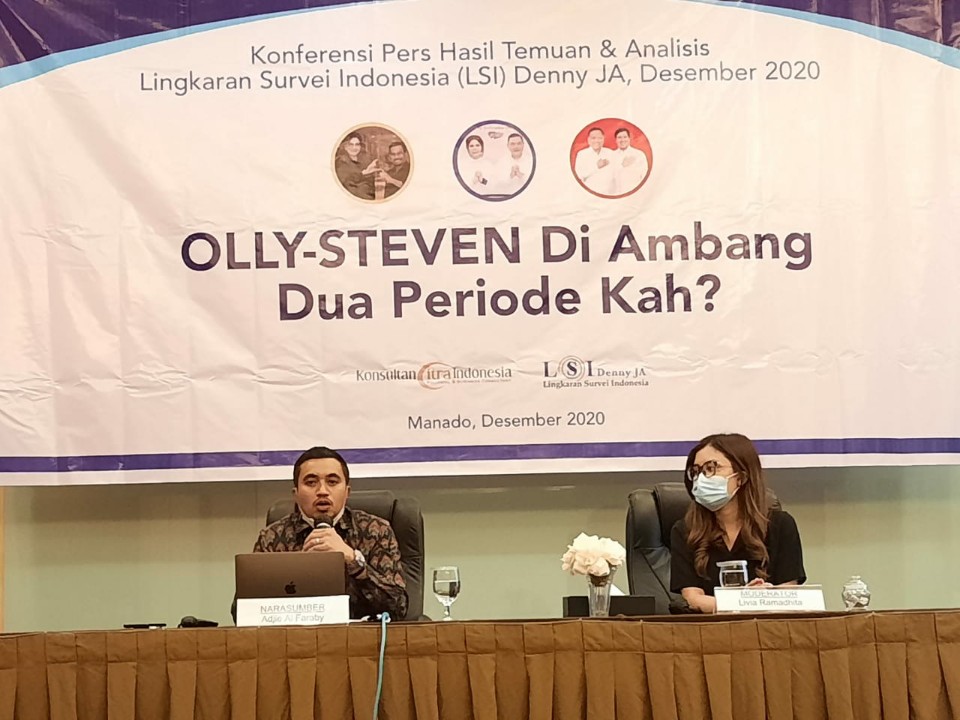 Konferensi Pers Hasil Temuan & Analisis
Lingkaran Survei Indonesia (LSI) Denny JA, Desember 2020
OLLY-STEVEN Di Ambang
Dua Periode Kah?
Konsultan Citra Indonesia
LSI Denny JA
Lingkaran Survei Indonesia
Manado, Desember 2020
NARASUMBER
Adjie Al Faraby
MODERATOR
Livia Ramadhita